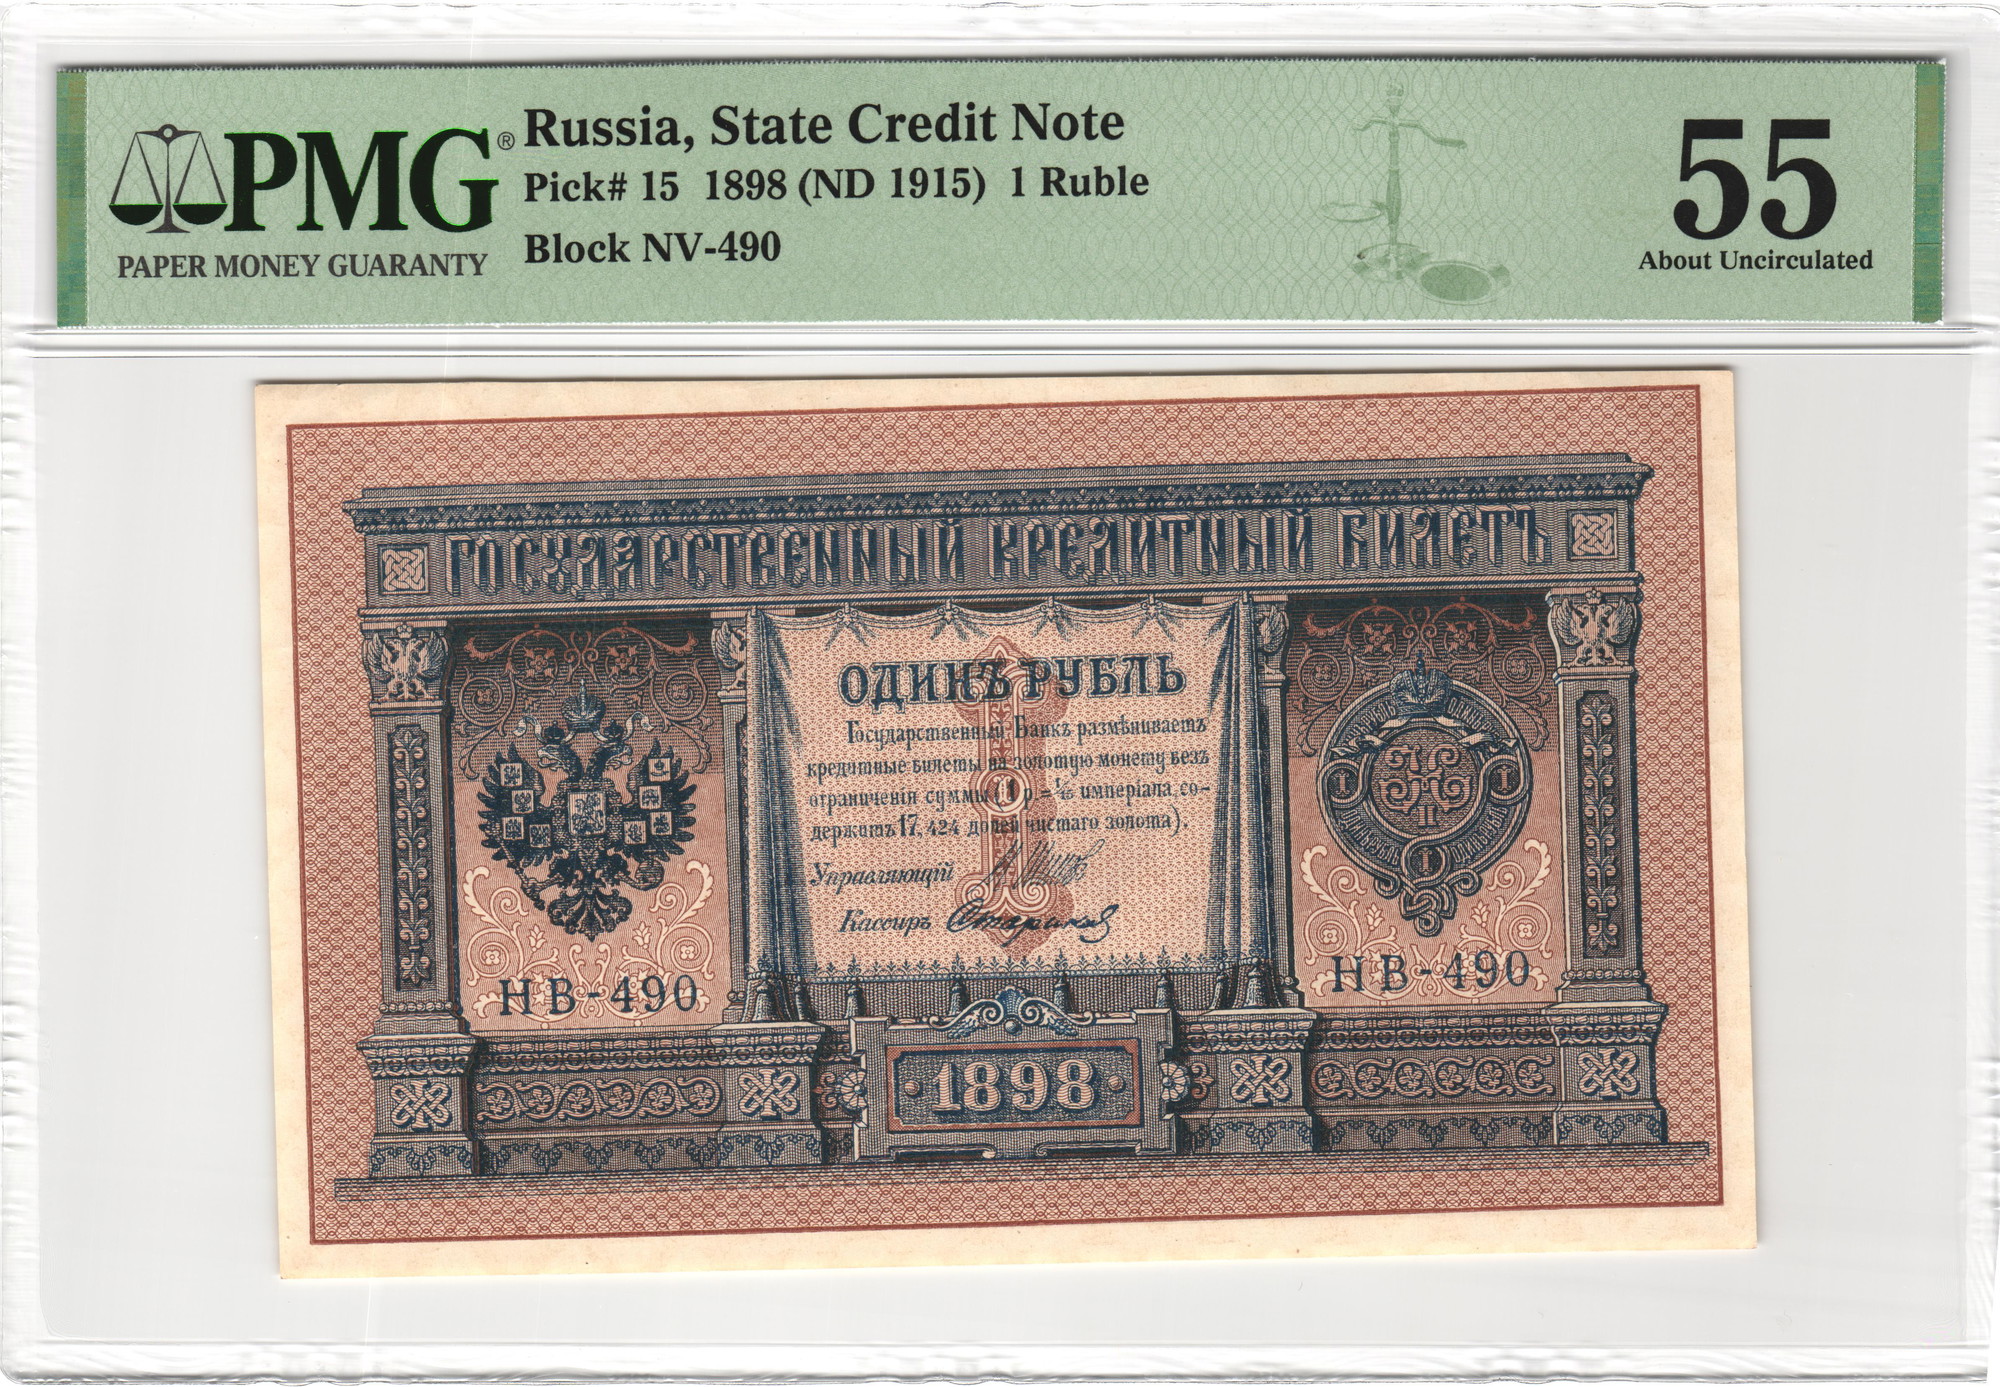 PMG®
PAPER MONEY GUARANTY
Russia, State Credit Note
Pick# 15 1898 (ND 1915) 1 Ruble
Block NV-490
55
About Uncirculated
ГОСУДАРСТВЕННЫЙ КРЕДИТНЫЙ БИЛЕТЪ
ОДИНЪ РУБЛЬ
Государственный Банкъ размѣниваетъ
кредитные билеты на золотую монету безъ
ограниченія суммы (1 р.= 1/15 имперіала, со-
держитъ 17,424 долей чистаго золота).
Управляющій
Кассиръ
НВ-490
НВ-490
1898